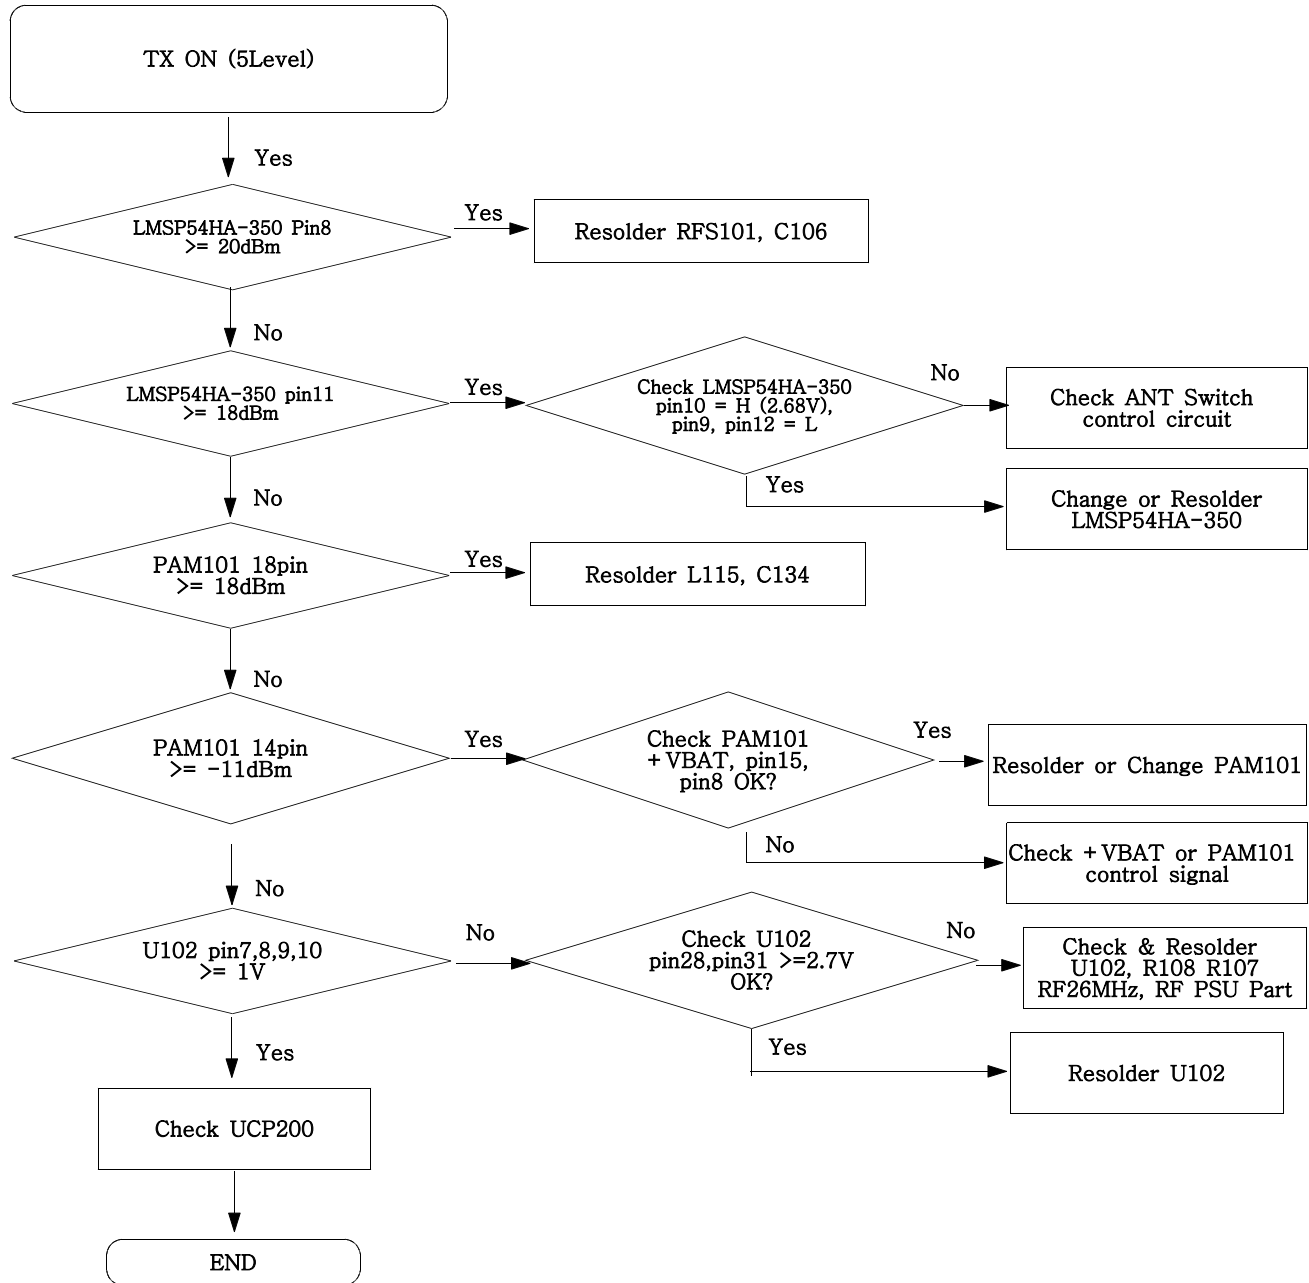 TX ON (5Level)
Yes
LMSP54HA-350 Pin8
>= 20dBm
Yes
Resolder RFS101, C106
No
LMSP54HA-350 pin11
>= 18dBm
Yes
Check LMSP54HA-350
pin10 = H (2.68V),
pin9, pin12 = L
No
Check ANT Switch
control circuit
Yes
Change or Resolder
LMSP54HA-350
No
PAM101 18pin
>= 18dBm
Yes
Resolder L115, C134
No
PAM101 14pin
>= -11dBm
Yes
Check PAM101
+VBAT, pin15,
pin8 OK?
Yes
Resolder or Change PAM101
No
Check +VBAT or PAM101
control signal
No
U102 pin7,8,9,10
>= 1V
No
Check U102
pin28,pin31 >=2.7V
OK?
No
Check & Resolder
U102, R108 R107
RF26MHz, RF PSU Part
Yes
Resolder U102
Yes
Check UCP200
END